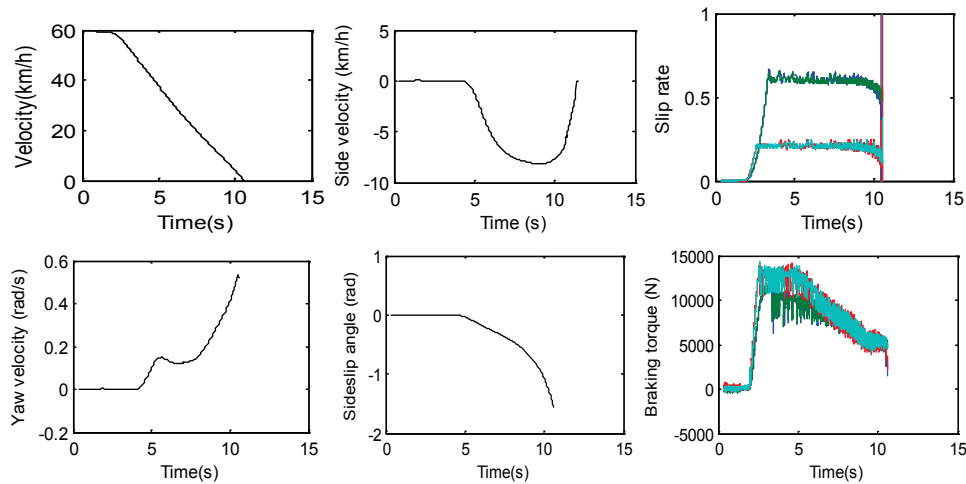 60
40
20
0
0 5 10 15
Velocity(km/h)
Time(s)
5
0
-5
-10
0 5 10 15
Side velocity (km/h)
Time (s)
1
0.5
0
0 5 10 15
Slip rate
Time(s)
0.6
0.4
0.2
0
-0.2
0 5 10 15
Yaw velocity (rad/s)
Time(s)
1
0
-1
-2
0 5 10 15
Sideslip angle (rad)
Time(s)
15000
10000
5000
0
-5000
0 5 10 15
Braking torque (N)
Time(s)